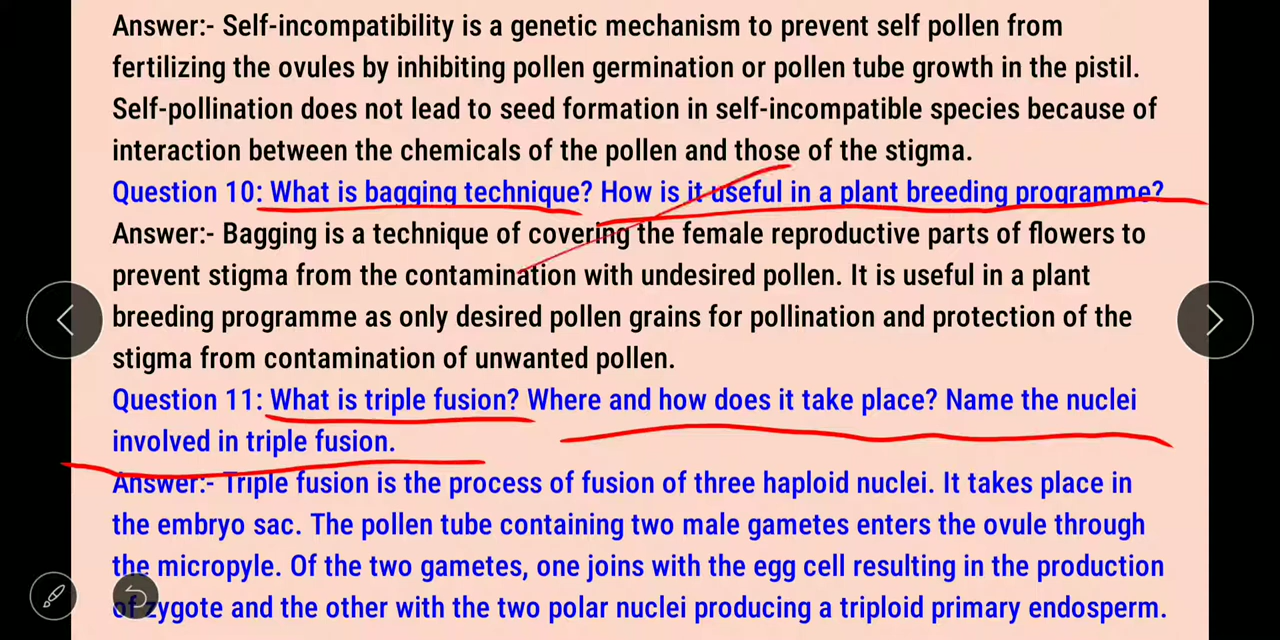 Answer:- Self-incompatibility is a genetic mechanism to prevent self pollen from
fertilizing the ovules by inhibiting pollen germination or pollen tube growth in the pistil.
Self-pollination does not lead to seed formation in self-incompatible species because of
interaction between the chemicals of the pollen and those of the stigma.
Question 10: What is bagging technique? How is it useful in a plant breeding programme?
Answer:- Bagging is a technique of covering the female reproductive parts of flowers to
prevent stigma from the contamination with undesired pollen. It is useful in a plant
breeding programme as only desired pollen grains for pollination and protection of the
stigma from contamination of unwanted pollen.
Question 11: What is triple fusion? Where and how does it take place? Name the nuclei
involved in triple fusion.
Answer:- Triple fusion is the process of fusion of three haploid nuclei. It takes place in
the embryo sac. The pollen tube containing two male gametes enters the ovule through
the micropyle. Of the two gametes, one joins with the egg cell resulting in the production
of zygote and the other with the two polar nuclei producing a triploid primary endosperm.